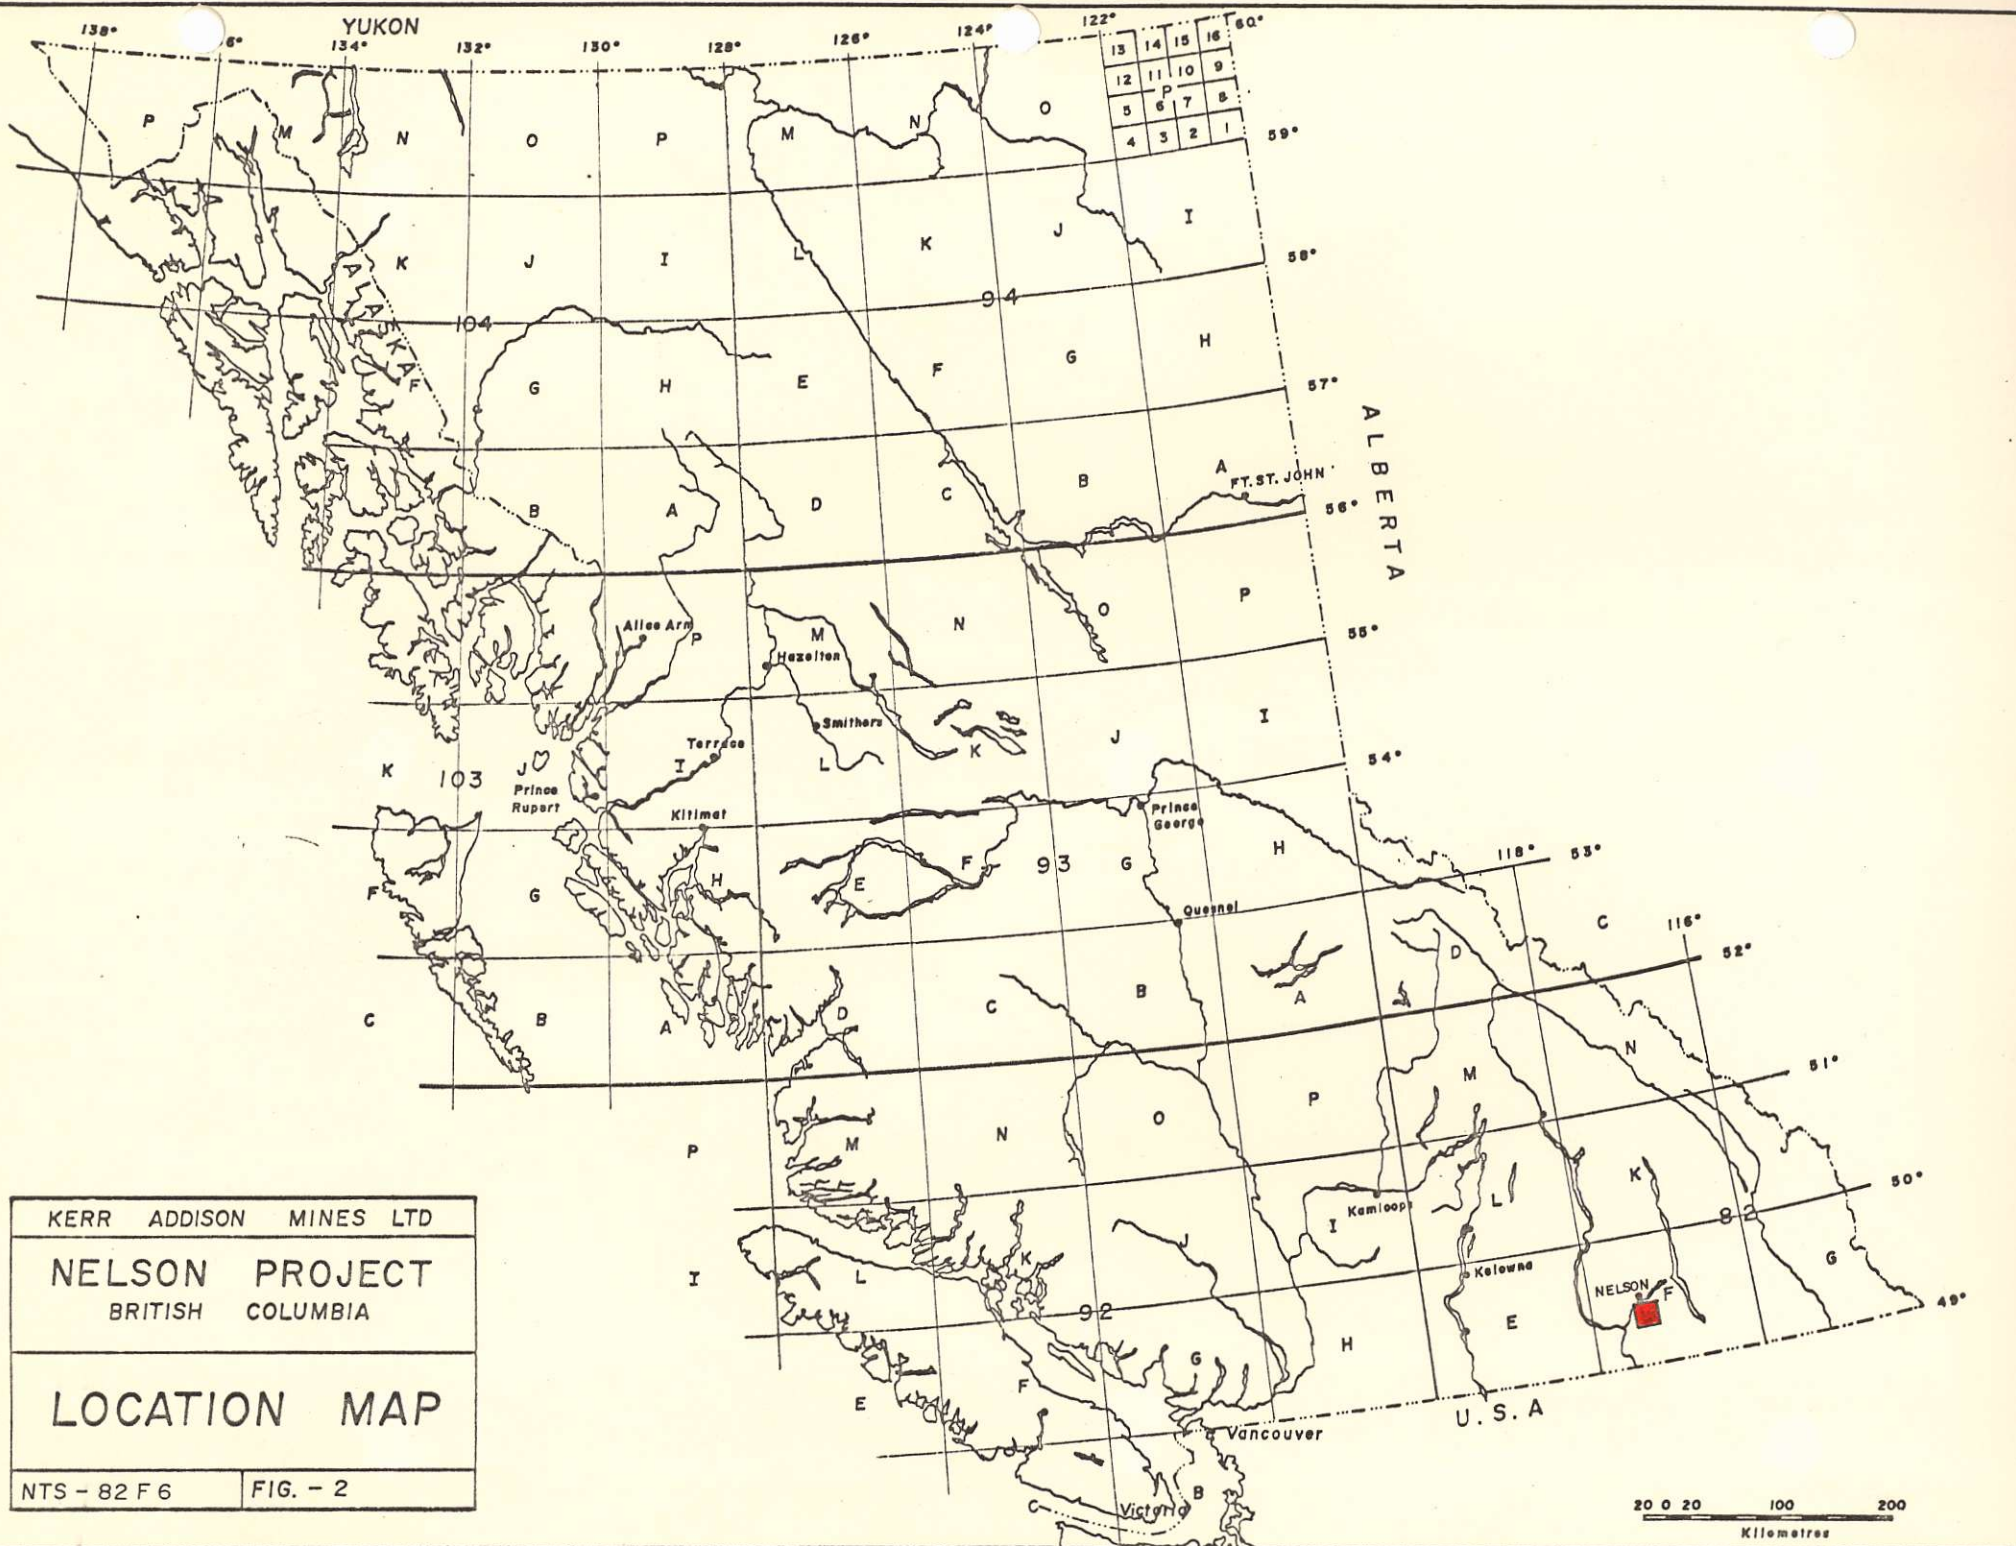 YUKON
138° 6° 134° 132° 130° 128° 126° 124° 122° 60°
13 14 15 16
12 11 10 9
P
5 6 7 8
4 3 2 1
59°
P M N O P M N O
I K J I L K J I
58°
ALASKA
104
94
F G H E F G H
57°
ALBERTA
B A D C B A
FT. ST. JOHN
56°
Alice Arm
P M N O P
55°
Hazelton
Smithers
Terrace
K 103 J I L K J I
54°
Prince
Rupert
Kitimat
Prince
George
F G H E F 93 G H
118° 53°
Quesnel
C 116°
52°
C B A D C B A D
N
51°
P M N O P M
K
50°
I L K J I L 82
Kamloops
G
Kelowna
NELSON F
49°
92
E F G H E
U.S.A
Vancouver
C Victoria B
KERR ADDISON MINES LTD
NELSON PROJECT
BRITISH COLUMBIA
LOCATION MAP
NTS - 82 F 6 FIG. - 2
20 0 20 100 200
Kilometres